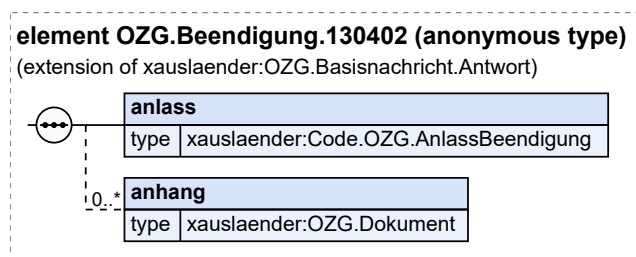 element OZG.Beendigung.130402 (anonymous type)
(extension of xauslaender:OZG.Basisnachricht.Antwort)
anlass
type xauslaender:Code.OZG.AnlassBeendigung
0..* anhang
type xauslaender:OZG.Dokument